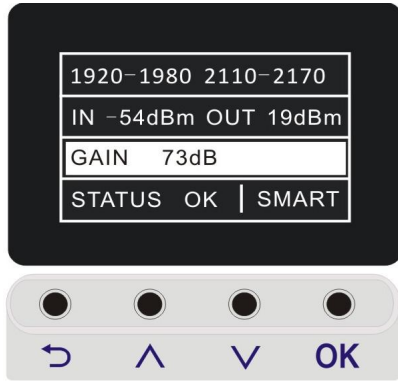 1920-1980 2110-2170
IN -54dBm OUT 19dBm
GAIN 73dB
STATUS OK | SMART
OK